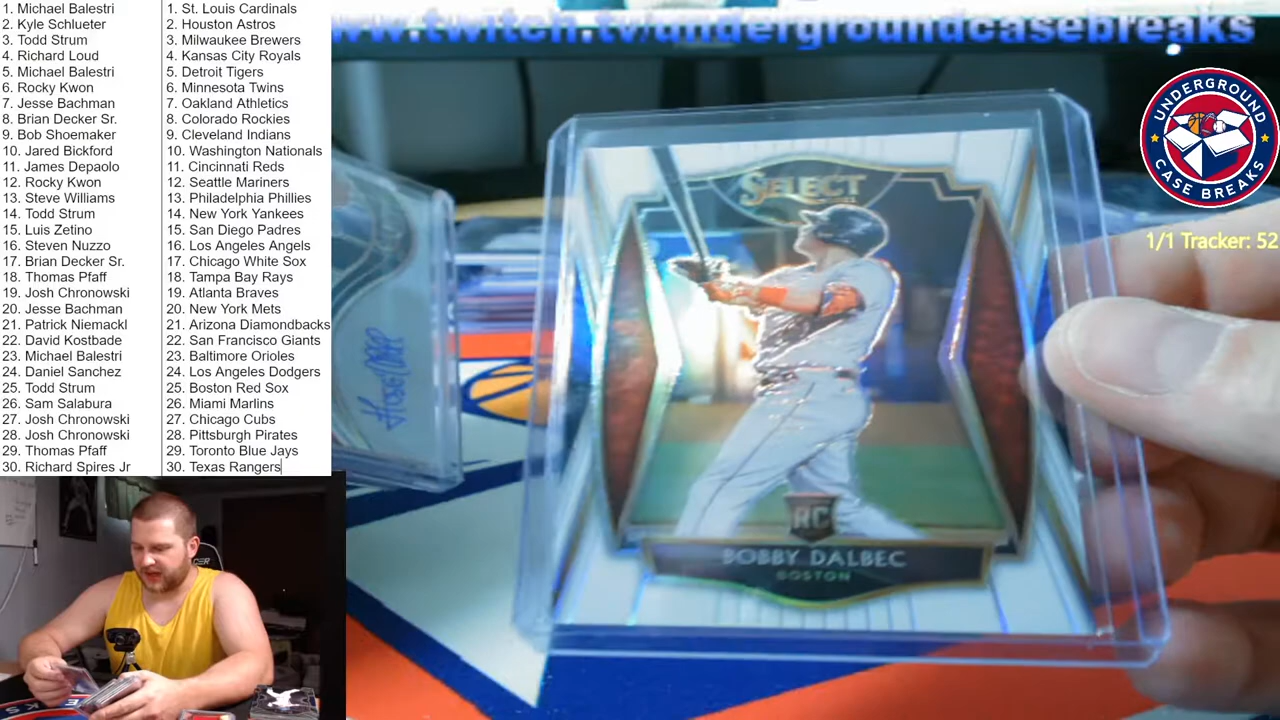 1. Michael Balestri
2. Kyle Schlueter
3. Todd Strum
4. Richard Loud
5. Michael Balestri
6. Rocky Kwon
7. Jesse Bachman
8. Brian Decker Sr.
9. Bob Shoemaker
10. Jared Bickford
11. James Depaolo
12. Rocky Kwon
13. Steve Williams
14. Todd Strum
15. Luis Zetino
16. Steven Nuzzo
17. Brian Decker Sr.
18. Thomas Pfaff
19. Josh Chronowski
20. Jesse Bachman
21. Patrick Niemackl
22. David Kostbade
23. Michael Balestri
24. Daniel Sanchez
25. Todd Strum
26. Sam Salabura
27. Josh Chronowski
28. Josh Chronowski
29. Thomas Pfaff
30. Richard Spires Jr
1. St. Louis Cardinals
2. Houston Astros
3. Milwaukee Brewers
4. Kansas City Royals
5. Detroit Tigers
6. Minnesota Twins
7. Oakland Athletics
8. Colorado Rockies
9. Cleveland Indians
10. Washington Nationals
11. Cincinnati Reds
12. Seattle Mariners
13. Philadelphia Phillies
14. New York Yankees
15. San Diego Padres
16. Los Angeles Angels
17. Chicago White Sox
18. Tampa Bay Rays
19. Atlanta Braves
20. New York Mets
21. Arizona Diamondbacks
22. San Francisco Giants
23. Baltimore Orioles
24. Los Angeles Dodgers
25. Boston Red Sox
26. Miami Marlins
27. Chicago Cubs
28. Pittsburgh Pirates
29. Toronto Blue Jays
30. Texas Rangers
www.twitch.tv/undergroundcasebreaks
UNDERGROUND
CASE BREAKS
1/1 Tracker: 52
SELECT
RC
BOBBY DALBEC
BOSTON